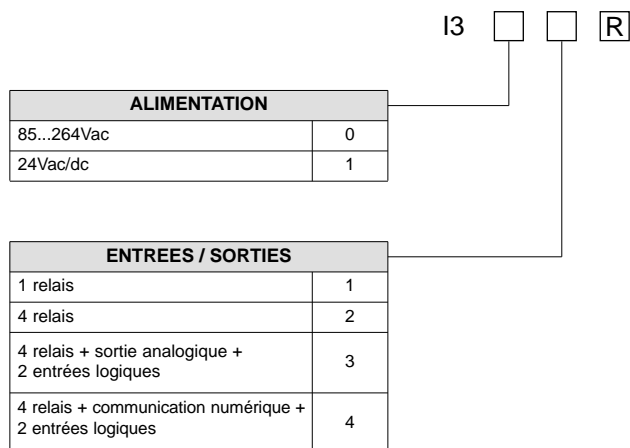 I3 R
ALIMENTATION
85...264Vac 0
24Vac/dc 1
ENTREES / SORTIES
1 relais 1
4 relais 2
4 relais + sortie analogique +
2 entrées logiques 3
4 relais + communication numérique +
2 entrées logiques 4